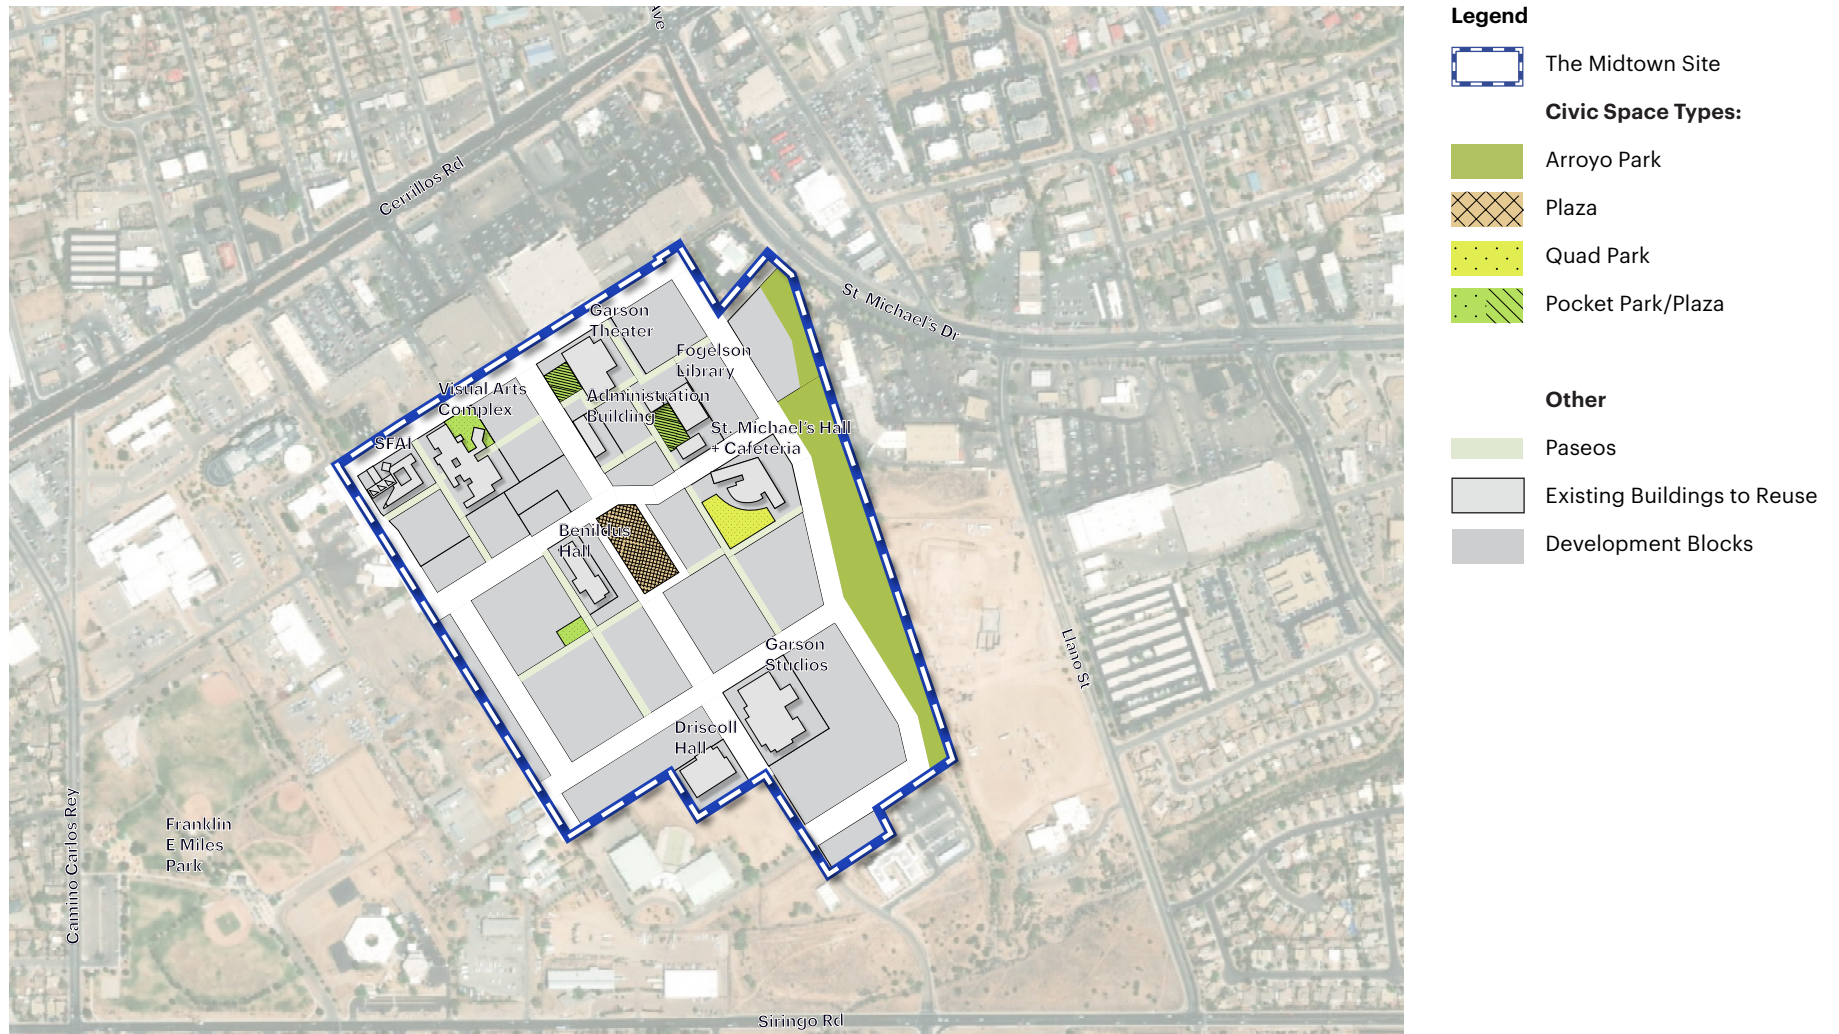 Ave
Cerrillos Rd
St. Michael's Dr
Garson
Theater
Fogelson
Library
Visual Arts
Complex
Administration
Building
SFAI
St. Michael's Hall
+ Cafeteria
Benildus
Hall
Garson
Studios
Llano St
Driscoll
Hall
Camino Carlos Rey
Franklin
E Miles
Park
Siringo Rd
Legend
The Midtown Site
Civic Space Types:
Arroyo Park
Plaza
Quad Park
Pocket Park/Plaza
Other
Paseos
Existing Buildings to Reuse
Development Blocks